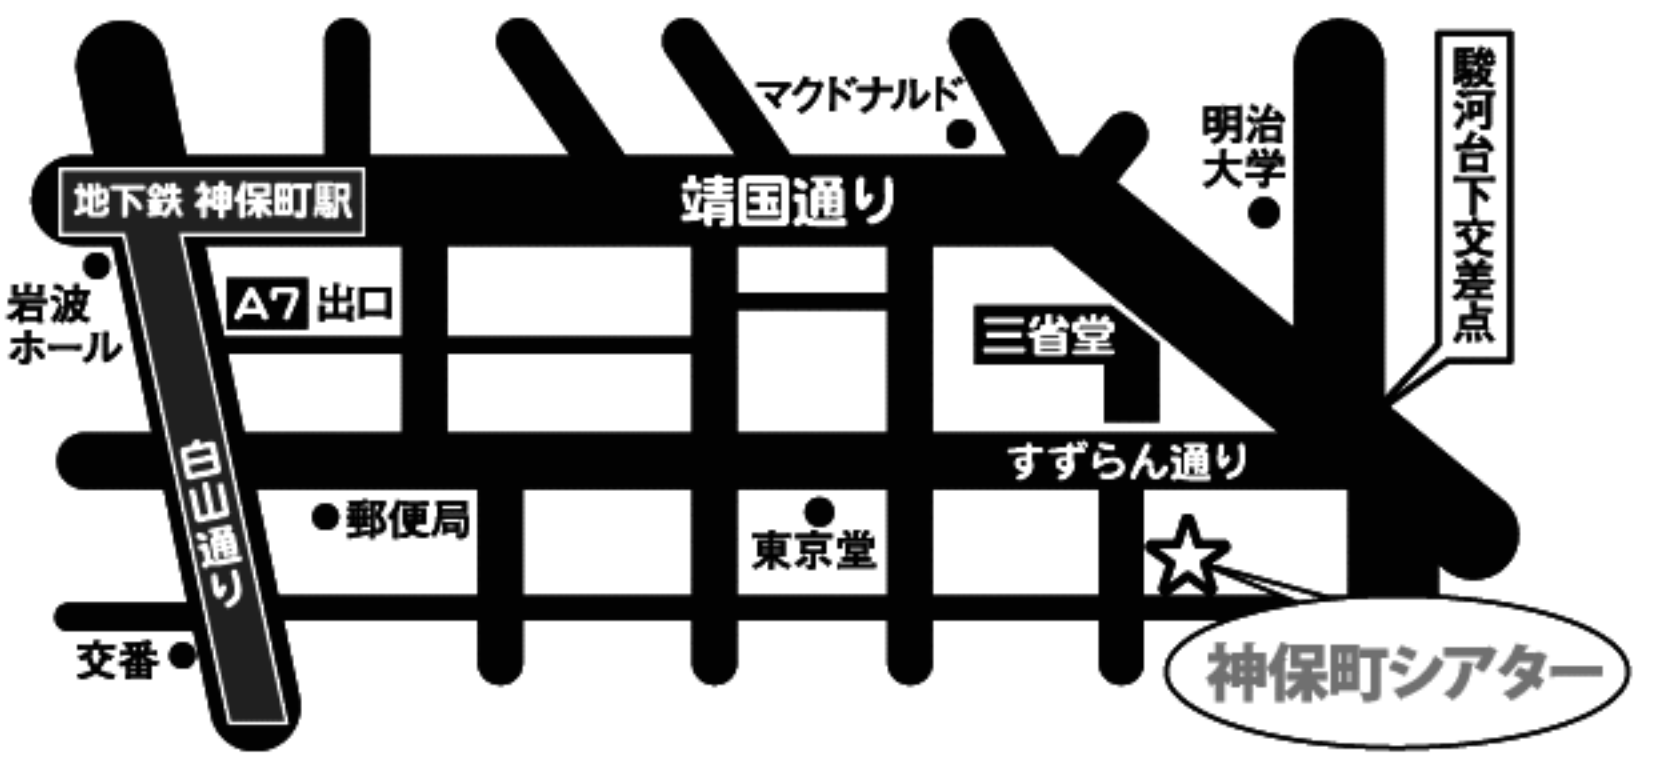 マクドナルド
明治
大学
駿河台下交差点
地下鉄 神保町駅
靖国通り
岩波
ホール
A7 出口
三省堂
白山通り
すずらん通り
郵便局
東京堂
交番
神保町シアター